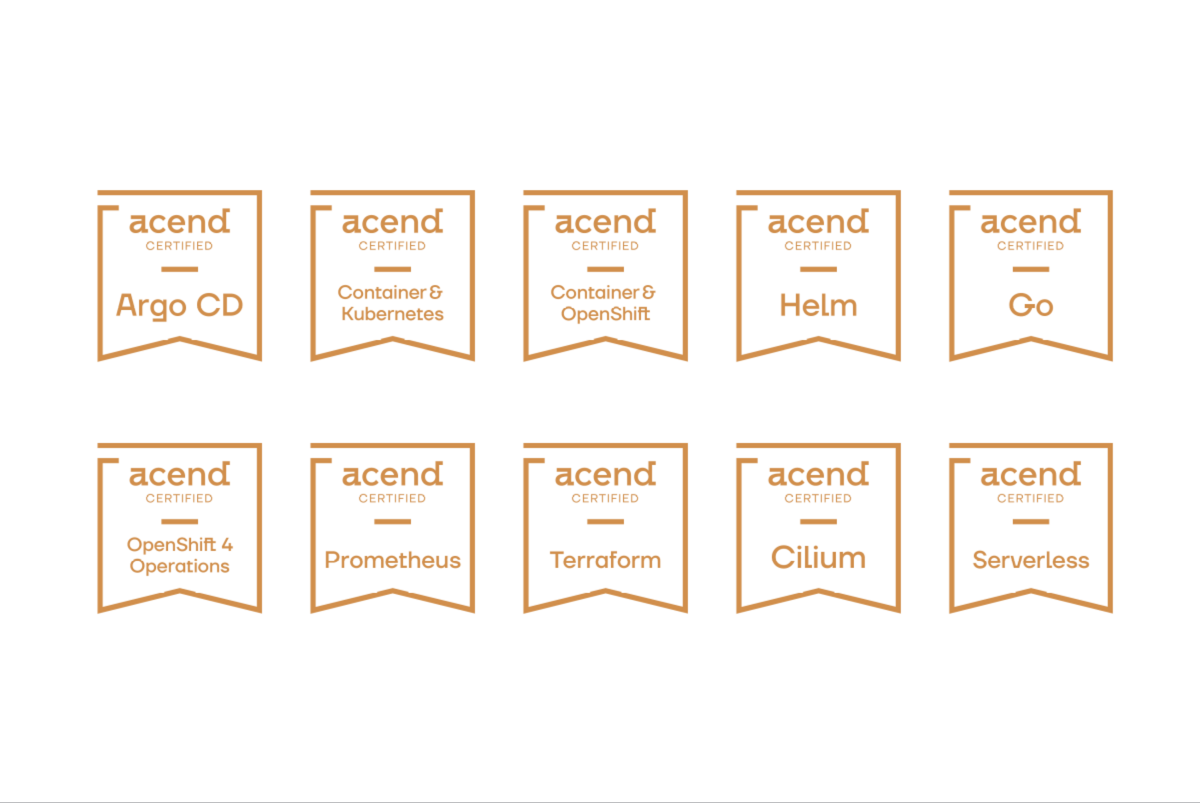 acend
CERTIFIED
Argo CD
acend
CERTIFIED
Container &
Kubernetes
acend
CERTIFIED
Container &
OpenShift
acend
CERTIFIED
Helm
acend
CERTIFIED
Go
acend
CERTIFIED
OpenShift 4
Operations
acend
CERTIFIED
Prometheus
acend
CERTIFIED
Terraform
acend
CERTIFIED
Cilium
acend
CERTIFIED
Serverless